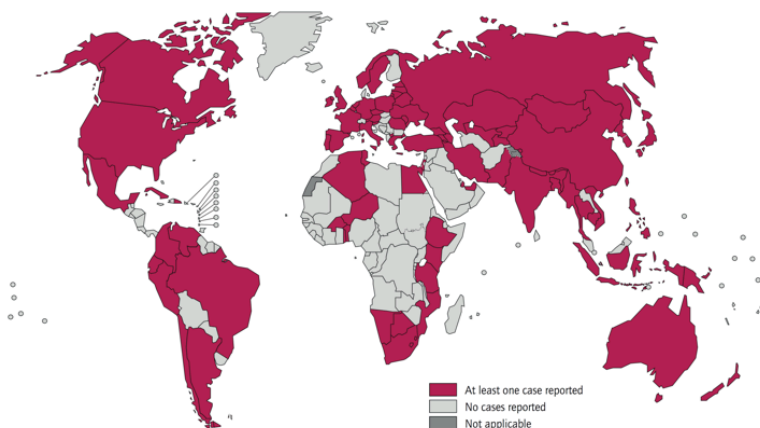 At least one case reported
No cases reported
Not applicable